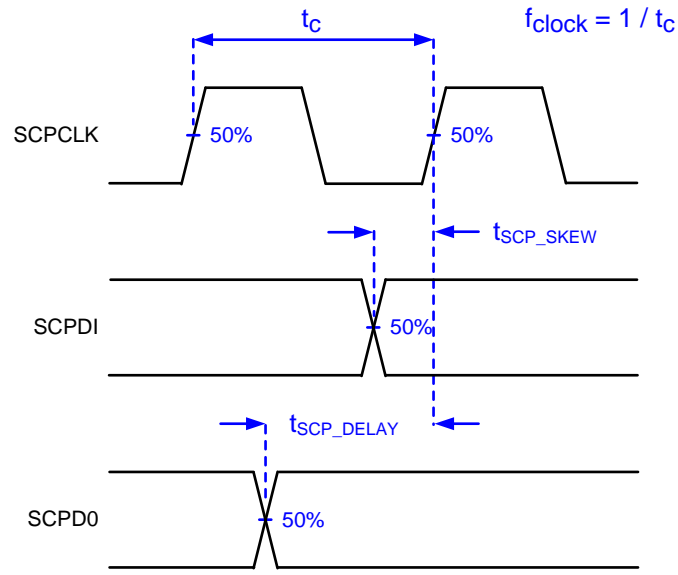 tc
fclock = 1 / tc
SCPCLK
50%
50%
tSCP_SKEW
SCPDI
50%
tSCP_DELAY
SCPD0
50%